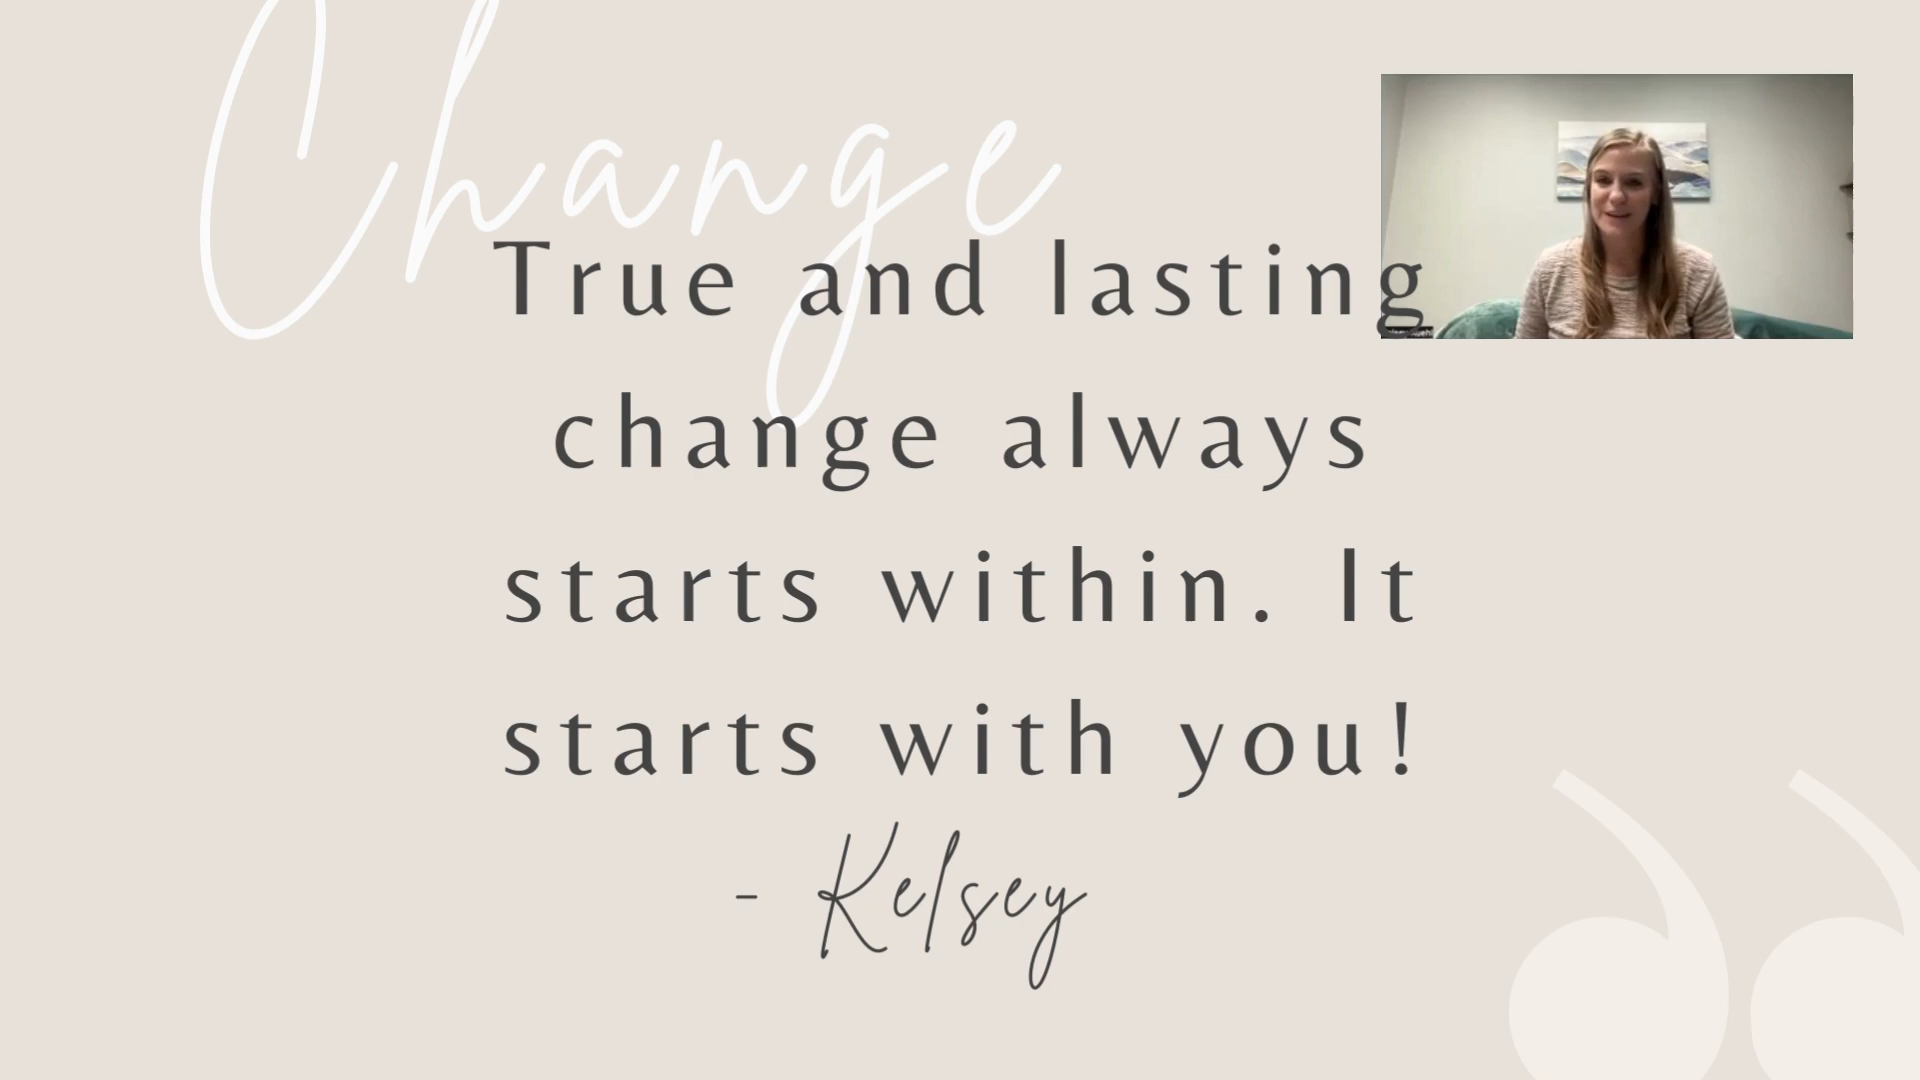 Change
True and lasting
change always
starts within. It
starts with you!
- Kelsey